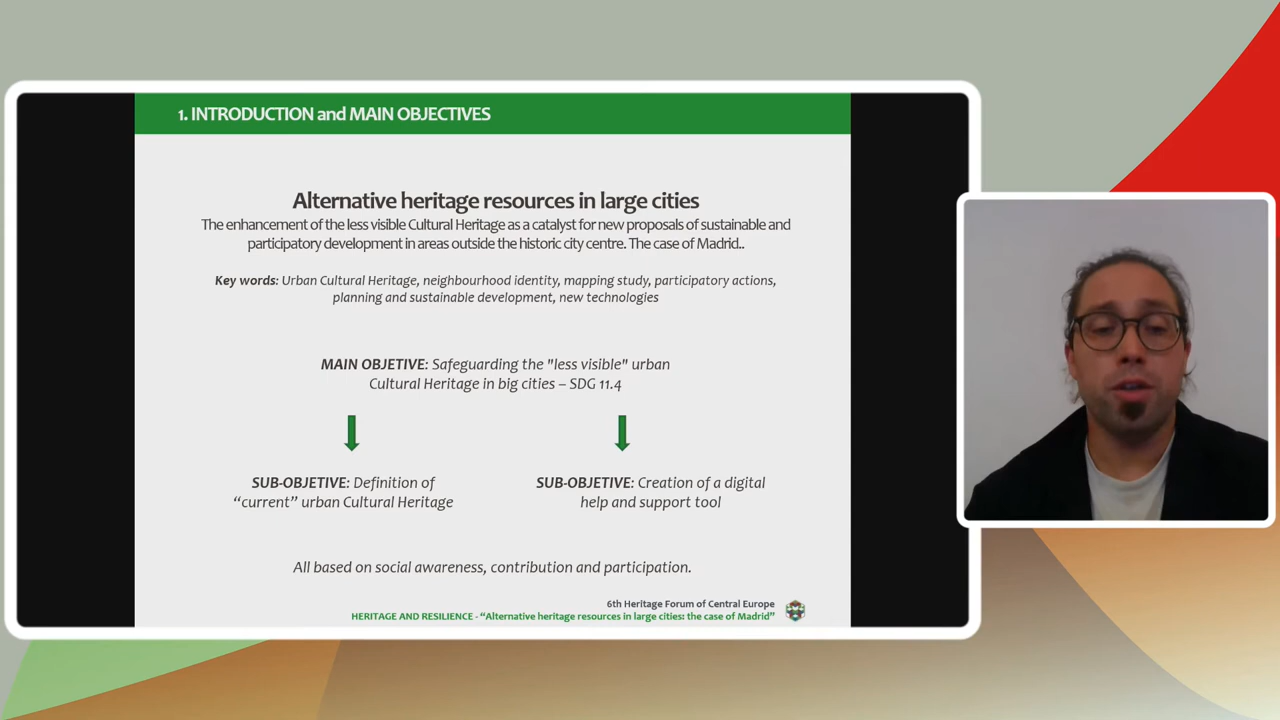 1. INTRODUCTION and MAIN OBJECTIVES
Alternative heritage resources in large cities
The enhancement of the less visible Cultural Heritage as a catalyst for new proposals of sustainable and
participatory development in areas outside the historic city centre. The case of Madrid..
Key words: Urban Cultural Heritage, neighbourhood identity, mapping study, participatory actions,
planning and sustainable development, new technologies
MAIN OBJETIVE: Safeguarding the "less visible" urban
Cultural Heritage in big cities – SDG 11.4
SUB-OBJETIVE: Definition of
“current” urban Cultural Heritage
SUB-OBJETIVE: Creation of a digital
help and support tool
All based on social awareness, contribution and participation.
6th Heritage Forum of Central Europe
HERITAGE AND RESILIENCE - “Alternative heritage resources in large cities: the case of Madrid”